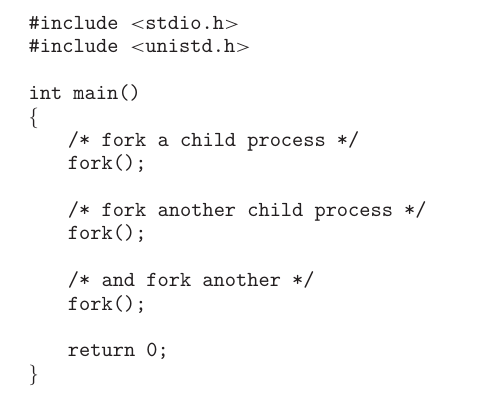 #include <stdio.h>
#include <unistd.h>
int main()
{
/* fork a child process */
fork();
/* fork another child process */
fork();
/* and fork another */
fork();
return 0;
}